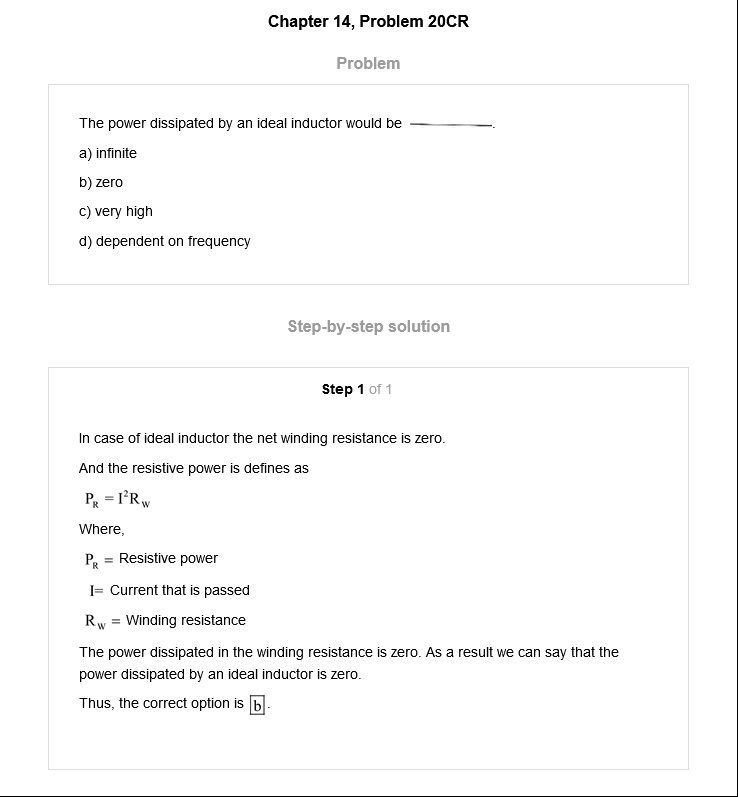 Chapter 14, Problem 20CR
Problem
The power dissipated by an ideal inductor would be __________.
a) infinite
b) zero
c) very high
d) dependent on frequency
Step-by-step solution
Step 1 of 1
In case of ideal inductor the net winding resistance is zero.
And the resistive power is defines as
P_R = I²R_W
Where,
P_R = Resistive power
I= Current that is passed
R_W = Winding resistance
The power dissipated in the winding resistance is zero. As a result we can say that the
power dissipated by an ideal inductor is zero.
Thus, the correct option is b.